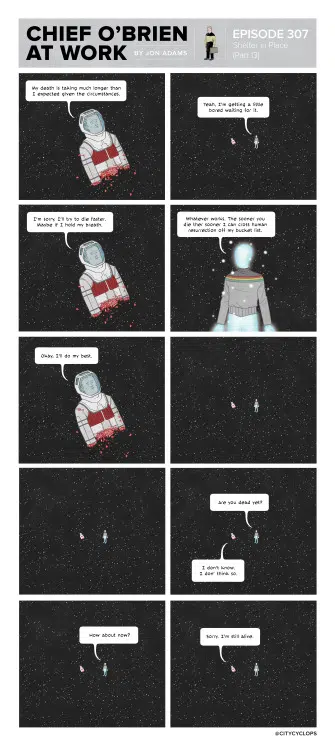 CHIEF O'BRIEN
AT WORK
BY JON ADAMS
EPISODE 307
Shelter in Place
(Part 13)
My death is taking much longer than
I expected given the circumstances.
Yeah, I'm getting a little
bored waiting for it.
I'm sorry. I'll try to die faster.
Maybe if I hold my breath.
Whatever works. The sooner you
die the sooner I can cross human
resurrection off my bucket list.
Okay. I'll do my best.
Are you dead yet?
I don't know.
I don't think so.
How about now?
Sorry, I'm still alive.
@CITYCYCLOPS